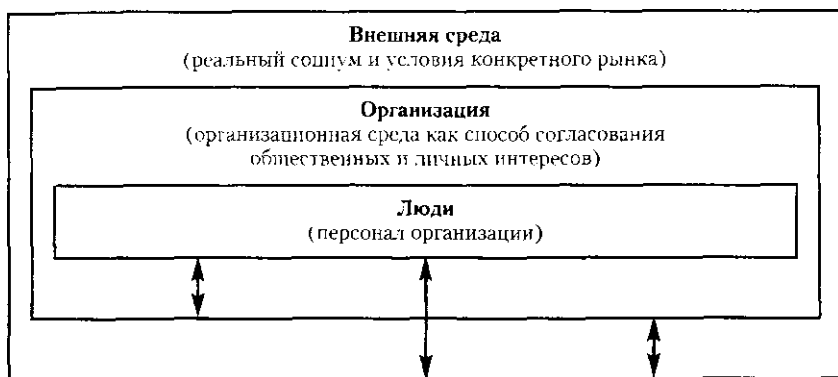 Внешняя среда
(реальный социум и условия конкретного рынка)
Организация
(организационная среда как способ согласования
общественных и личных интересов)
Люди
(персонал организации)